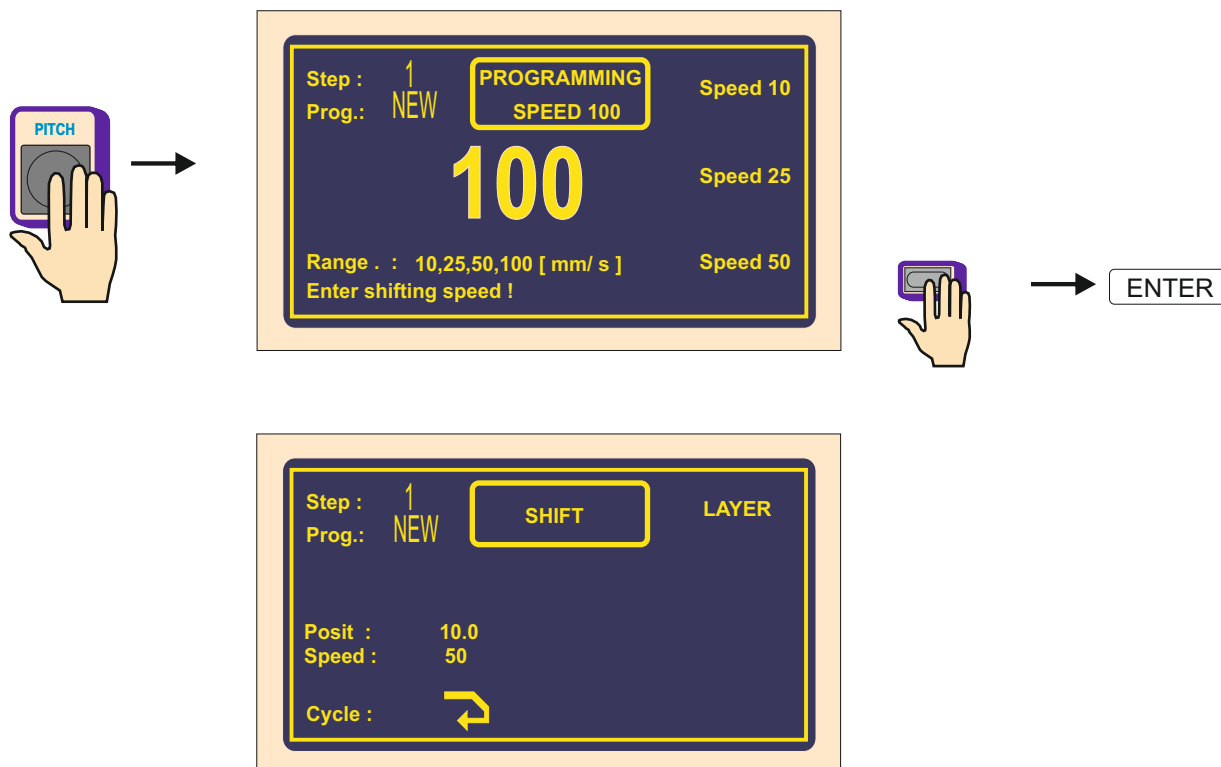 PITCH
Step : 1
Prog.: NEW
PROGRAMMING
SPEED 100
Speed 10
100
Speed 25
Range . : 10,25,50,100 [ mm/ s ]
Speed 50
Enter shifting speed !
ENTER
Step : 1
Prog.: NEW
SHIFT
LAYER
Posit : 10.0
Speed : 50
Cycle :